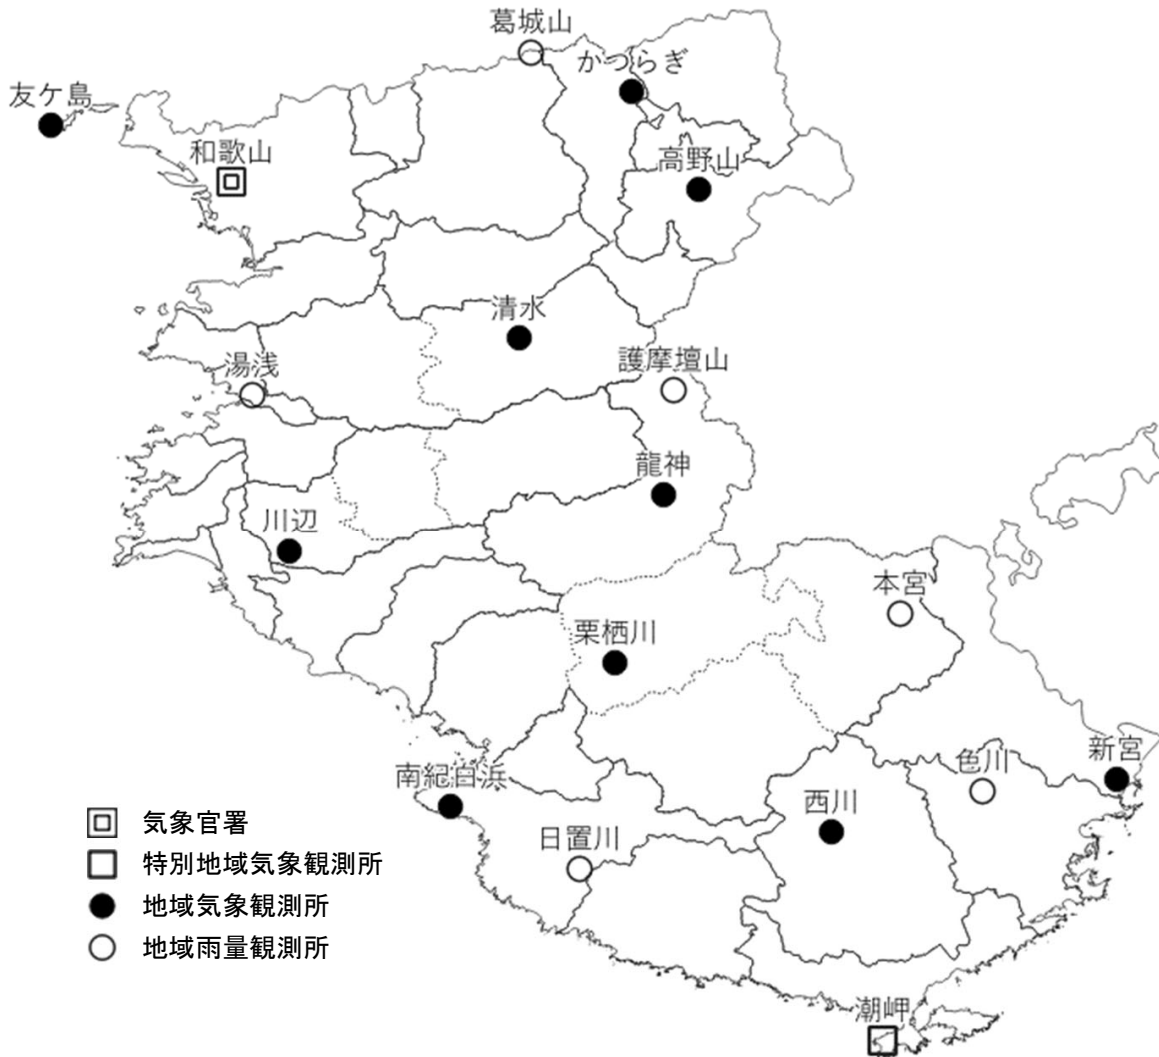 葛城山
かつらぎ
友ケ島
和歌山
高野山
清水
護摩壇山
湯浅
龍神
川辺
本宮
栗栖川
新宮
色川
南紀白浜
西川
日置川
潮岬
気象官署
特別地域気象観測所
地域気象観測所
地域雨量観測所